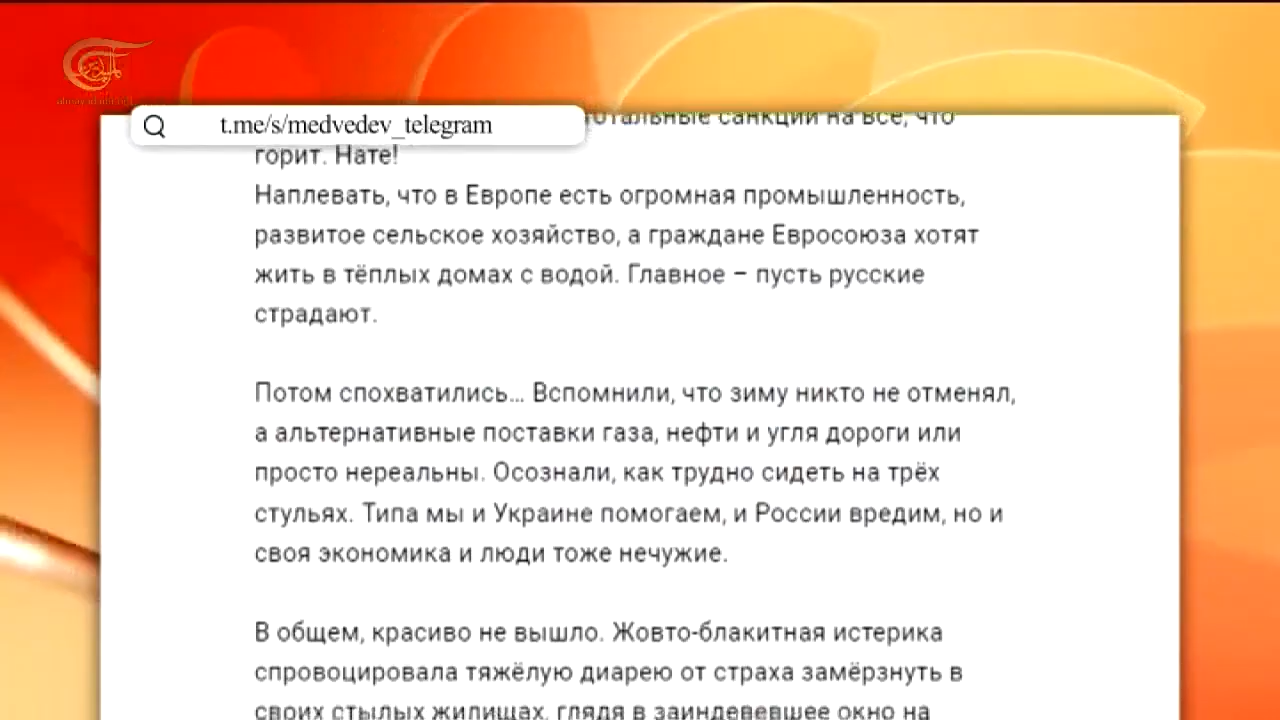 t.me/s/medvedev_telegram
тотальные санкции на всё, что
горит. Нате!
Наплевать, что в Европе есть огромная промышленность,
развитое сельское хозяйство, а граждане Евросоюза хотят
жить в тёплых домах с водой. Главное – пусть русские
страдают.
Потом спохватились… Вспомнили, что зиму никто не отменял,
а альтернативные поставки газа, нефти и угля дороги или
просто нереальны. Осознали, как трудно сидеть на трёх
стульях. Типа мы и Украине помогаем, и России вредим, но и
своя экономика и люди тоже нечужие.
В общем, красиво не вышло. Жовто-блакитная истерика
спровоцировала тяжёлую диарею от страха замёрзнуть в
своих стылых жилищах, глядя в заиндевевшее окно на